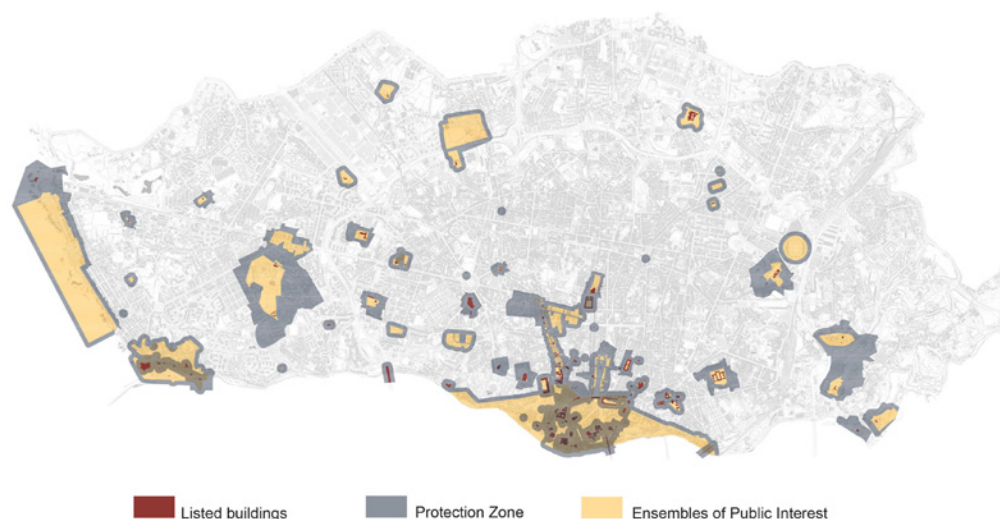 Listed buildings
Protection Zone
Ensembles of Public Interest